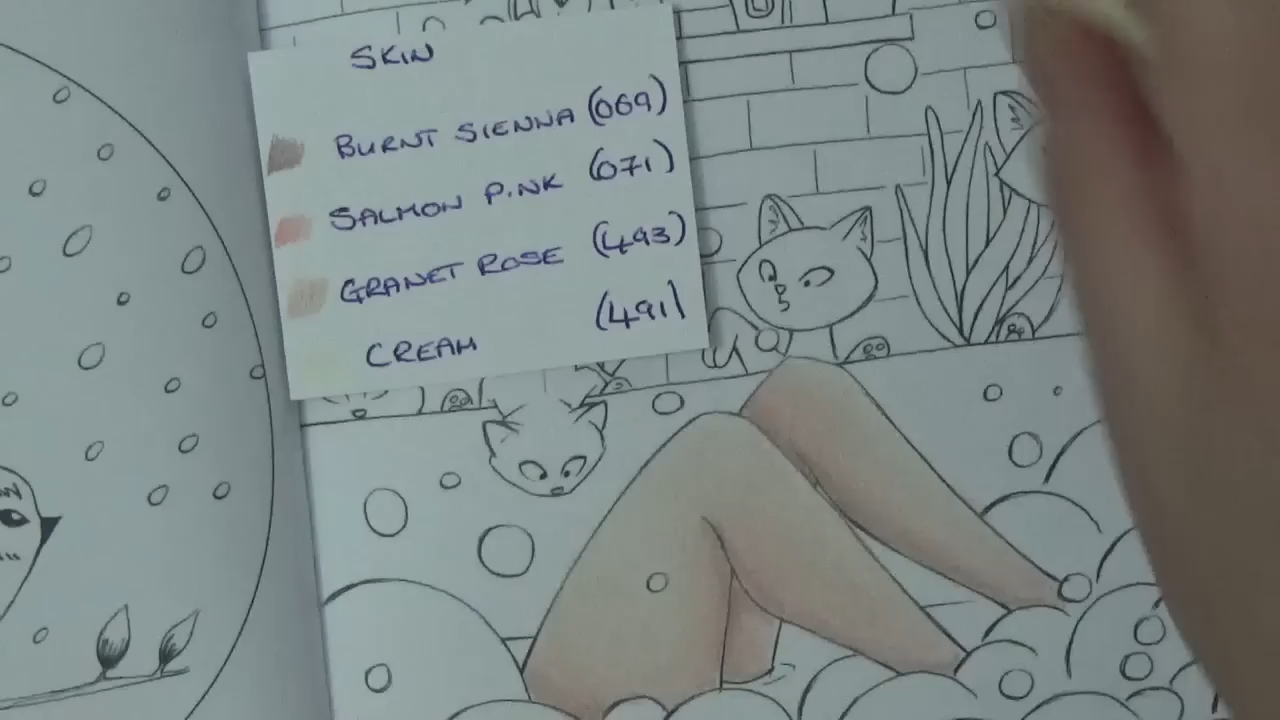 SKIN
BURNT SIENNA (069)
SALMON PINK (071)
GRANET ROSE (493)
CREAM (491)